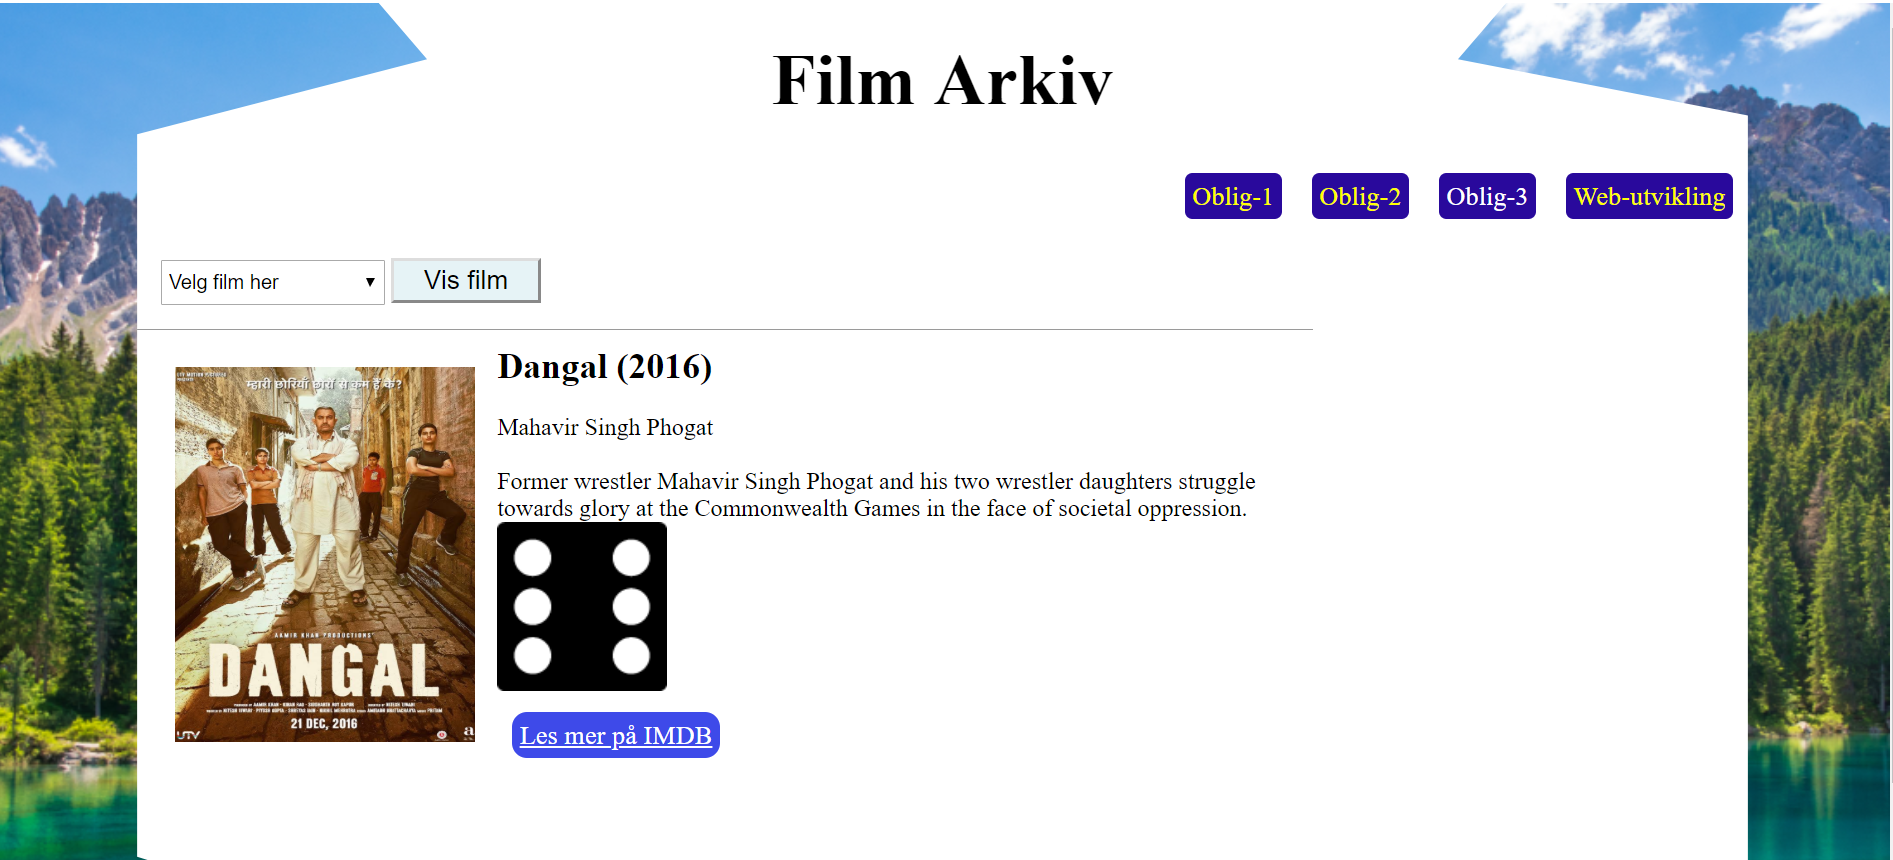 Film Arkiv
Oblig-1 Oblig-2 Oblig-3 Web-utvikling
Velg film her Vis film
Dangal (2016)
Mahavir Singh Phogat
Former wrestler Mahavir Singh Phogat and his two wrestler daughters struggle
towards glory at the Commonwealth Games in the face of societal oppression.
म्हारी छोरियाँ छोरों से कम हैं के?
AAMIR KHAN PRODUCTIONS'
DANGAL
21 DEC, 2016
UTV
Les mer på IMDB